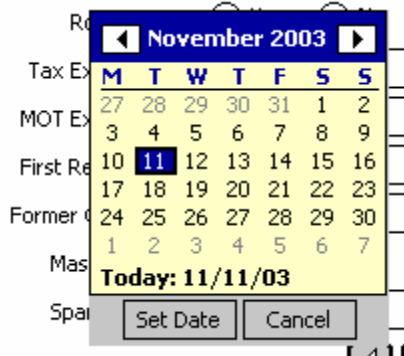 Ro
November 2003
Tax Ex
M T W T F S S
27 28 29 30 31 1 2
MOT Ex
3 4 5 6 7 8 9
First Re
10 11 12 13 14 15 16
17 18 19 20 21 22 23
Former
24 25 26 27 28 29 30
1 2 3 4 5 6 7
Mas
Today: 11/11/03
Spa
Set Date Cancel